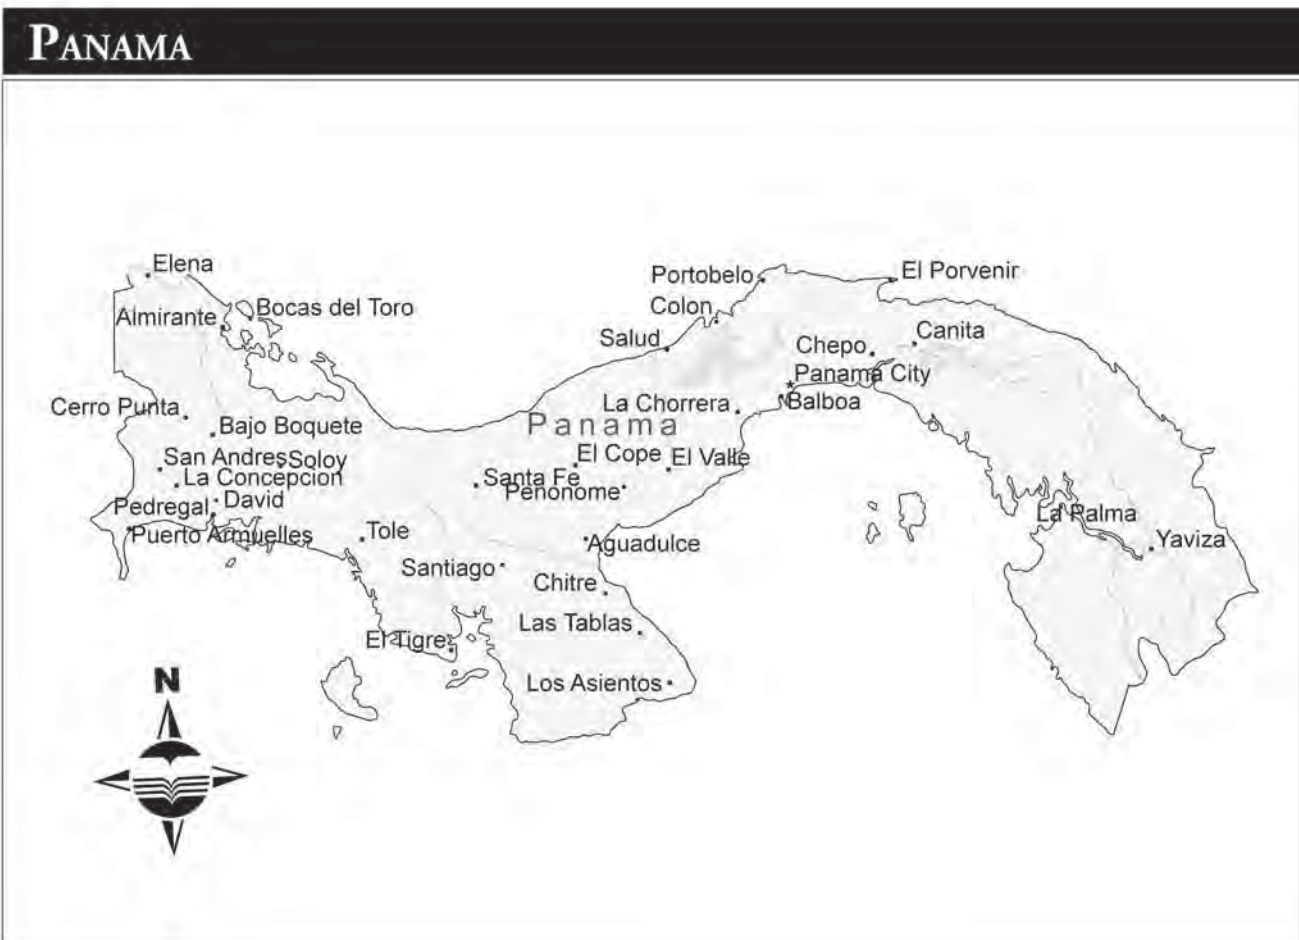 PANAMA
Elena
El Porvenir
Portobelo
Bocas del Toro
Colon
Almirante
Canita
Salud
Chepo
Panama City
La Chorrera
Balboa
Cerro Punta
Panama
Bajo Boquete
El Cope
El Valle
San Andres
Soloy
La Concepcion
Santa Fe
Penonome
David
Pedregal
La Palma
Puerto Armuelles
Tole
Yaviza
Aguadulce
Santiago
Chitre
Las Tablas
El Tigre
Los Asientos
N